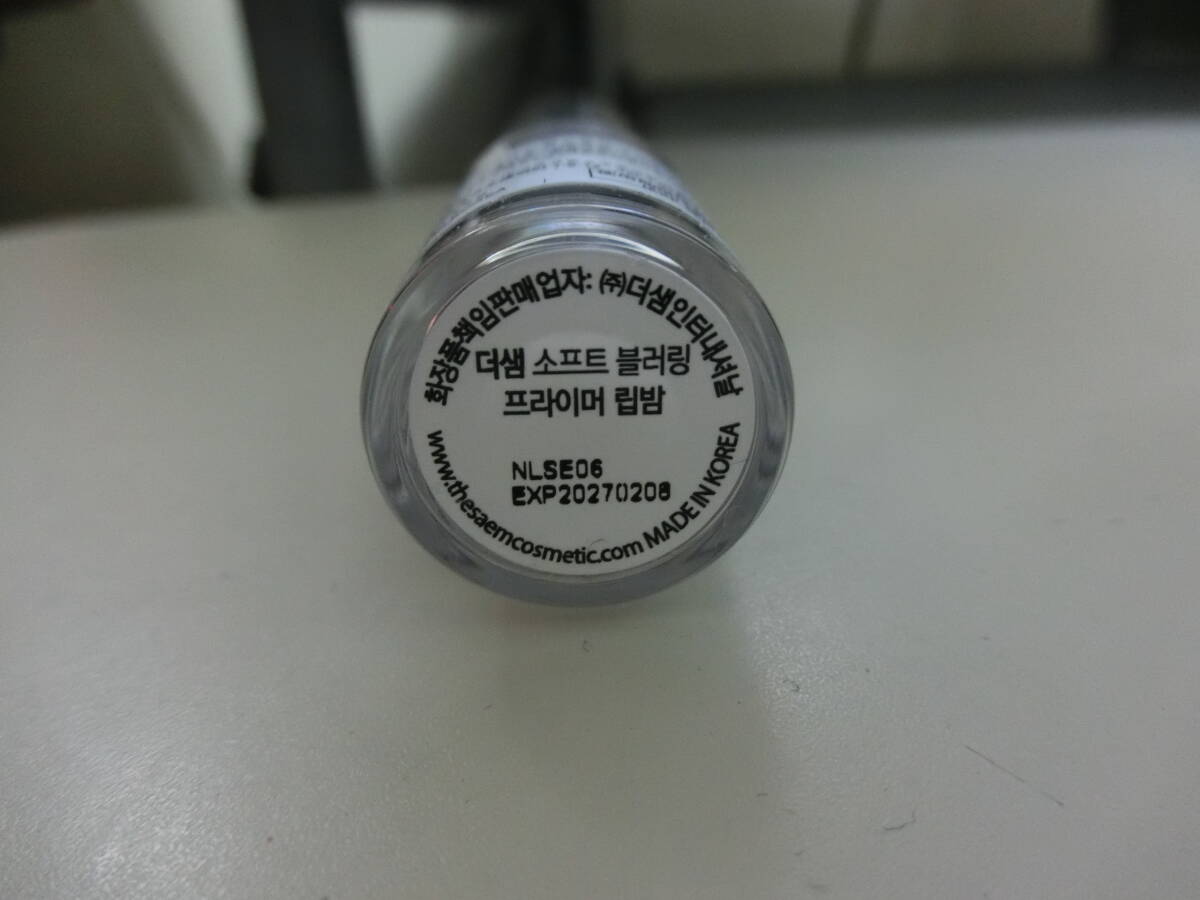 화장품책임판매업자: ㈜더샘인터내셔날
더샘 소프트 블러링
프라이머 립밤
NLSE06
EXP20270208
www.thesaemcosmetic.com MADE IN KOREA